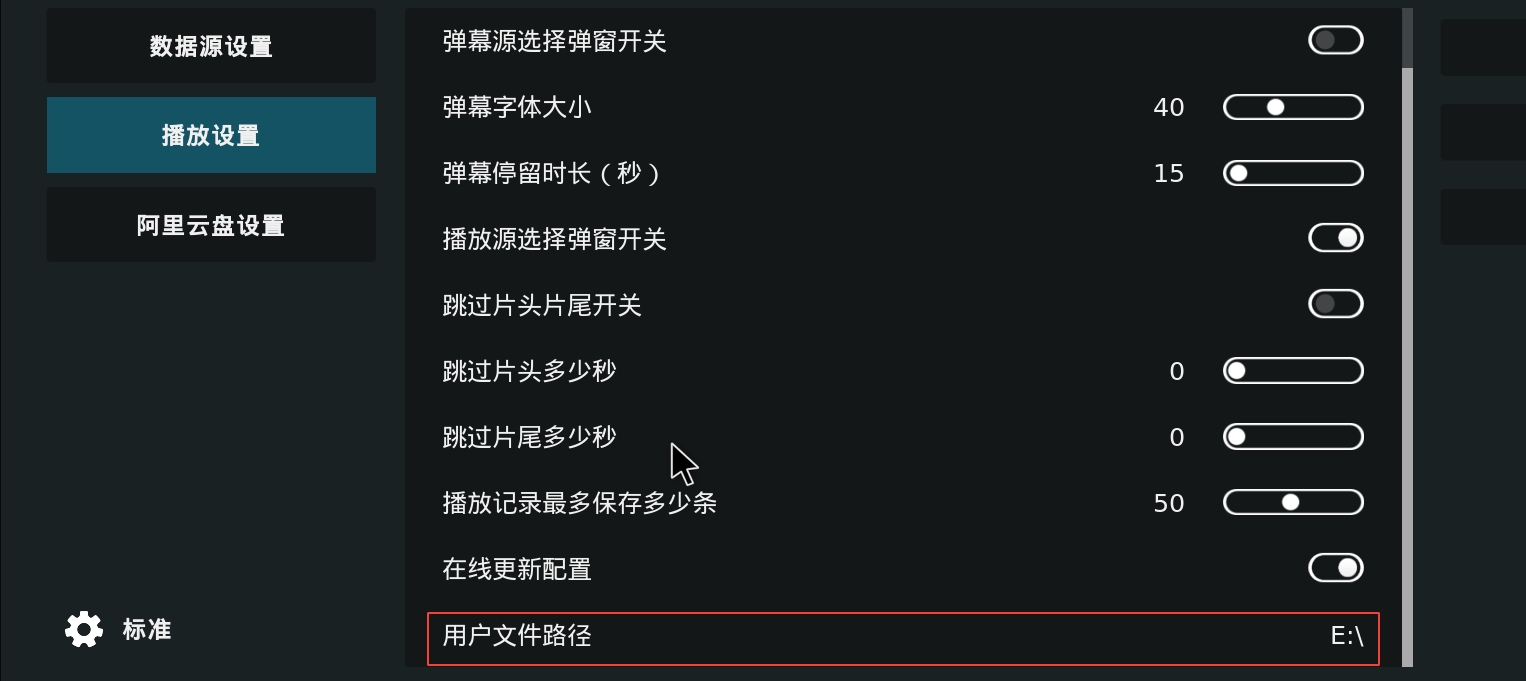 数据源设置
播放设置
阿里云盘设置
标准
弹幕源选择弹窗开关
弹幕字体大小 40
弹幕停留时长（秒） 15
播放源选择弹窗开关
跳过片头片尾开关
跳过片头多少秒 0
跳过片尾多少秒 0
播放记录最多保存多少条 50
在线更新配置
用户文件路径 E:\